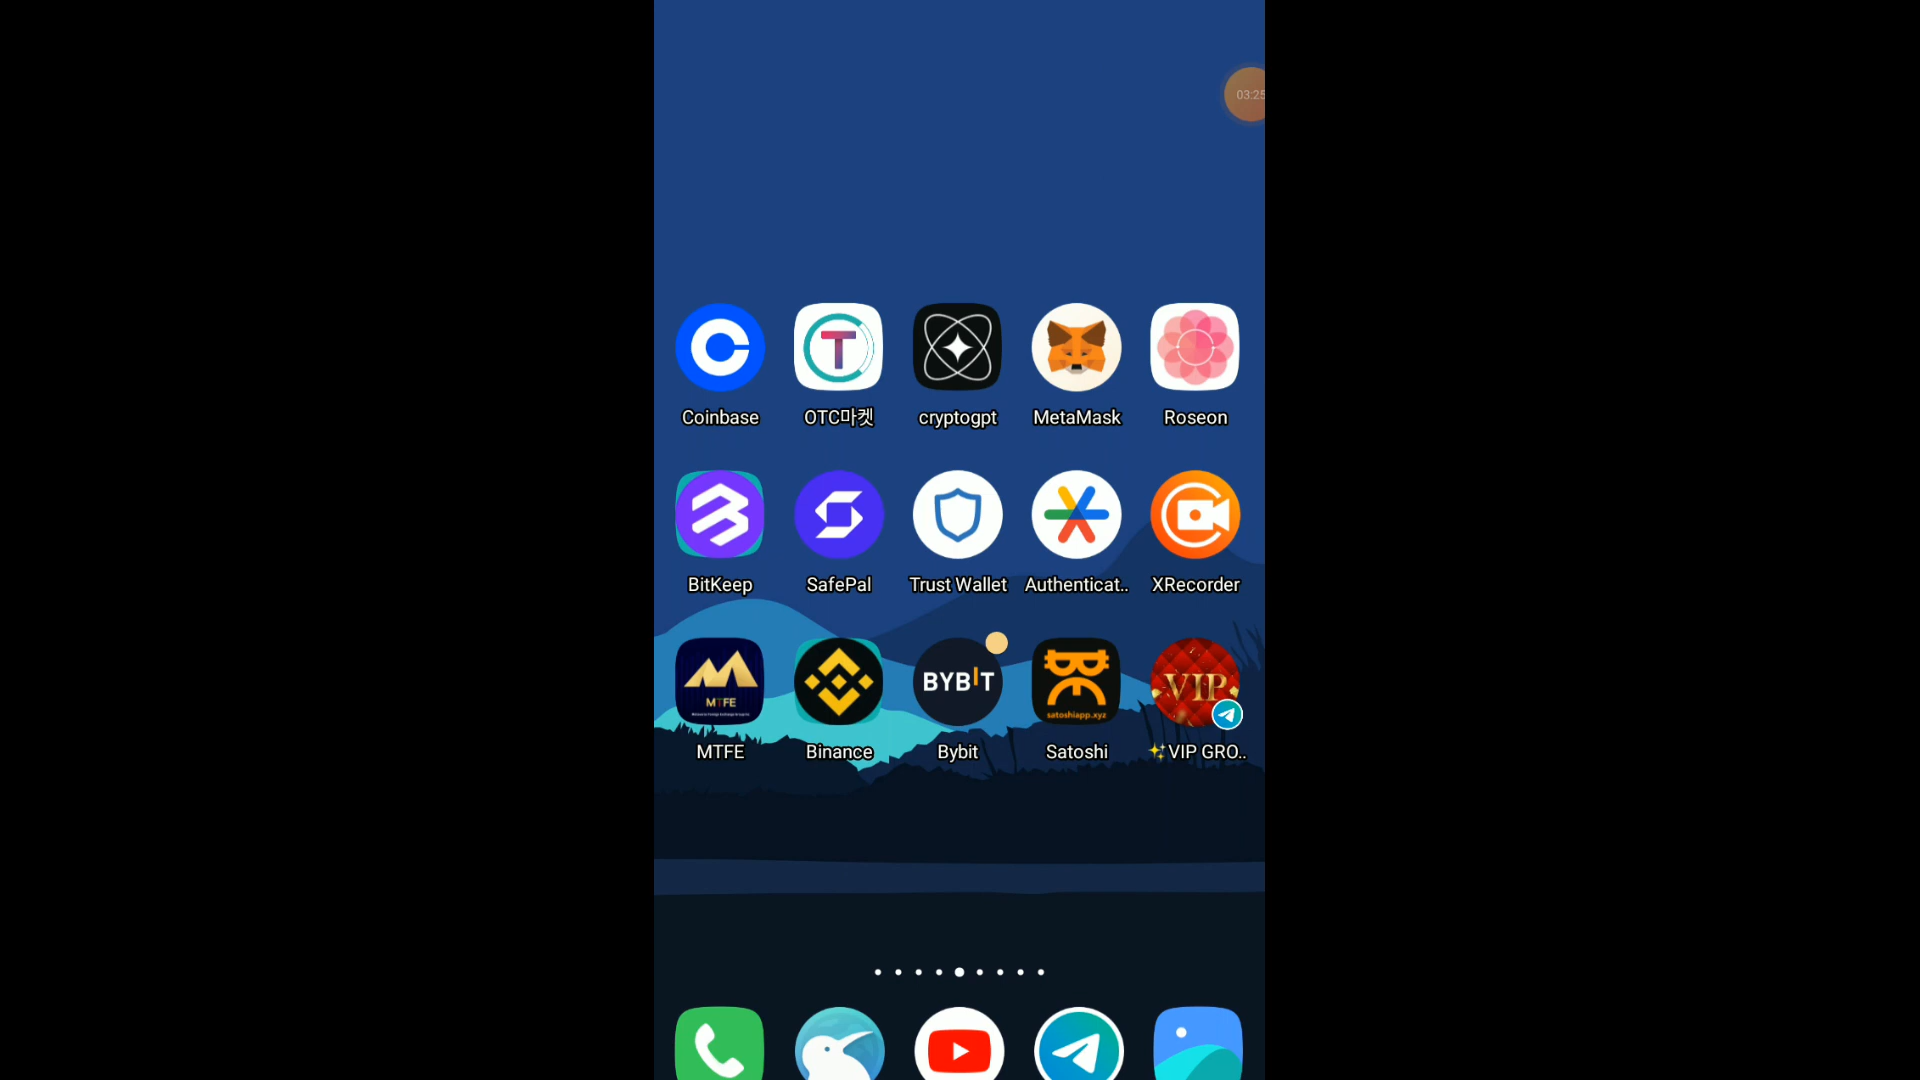 03:25
Coinbase
OTC마켓
cryptogpt
MetaMask
Roseon
BitKeep
SafePal
Trust Wallet
Authenticat..
XRecorder
MTFE
BYBIT
satoshiapp.xyz
VIP
MTFE
Binance
Bybit
Satoshi
✨VIP GRO..